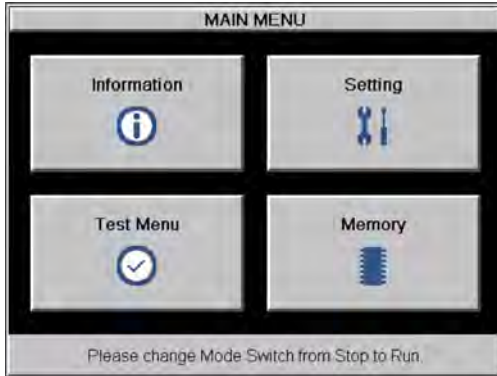 MAIN MENU
Information
Setting
Test Menu
Memory
Please change Mode Switch from Stop to Run.